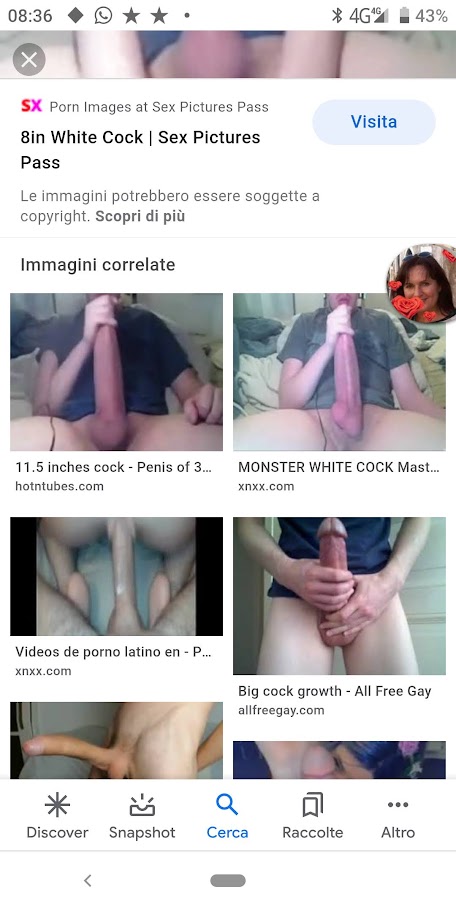 08:36
4G 4G 43%
SX Porn Images at Sex Pictures Pass
8in White Cock | Sex Pictures
Pass
Visita
Le immagini potrebbero essere soggette a
copyright. Scopri di più
Immagini correlate
11.5 inches cock - Penis of 3...
hotntubes.com
MONSTER WHITE COCK Mast...
xnxx.com
Videos de porno latino en - P...
xnxx.com
Big cock growth - All Free Gay
allfreegay.com
Discover Snapshot Cerca Raccolte Altro